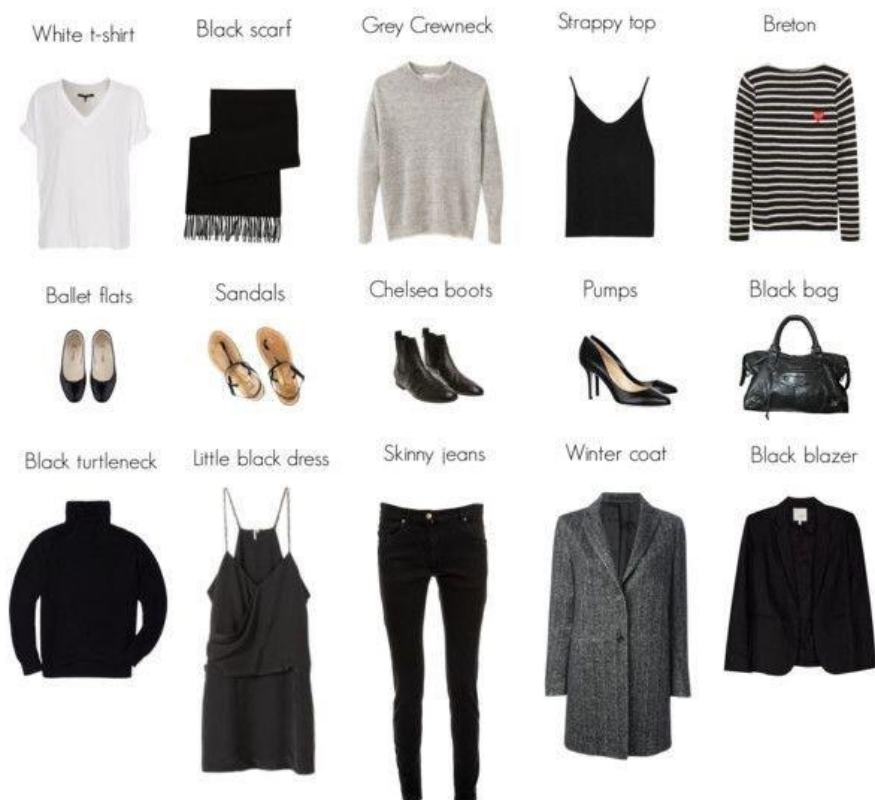 White t-shirt
Black scarf
Grey Crewneck
Strappy top
Breton
Ballet flats
Sandals
Chelsea boots
Pumps
Black bag
Black turtleneck
Little black dress
Skinny jeans
Winter coat
Black blazer